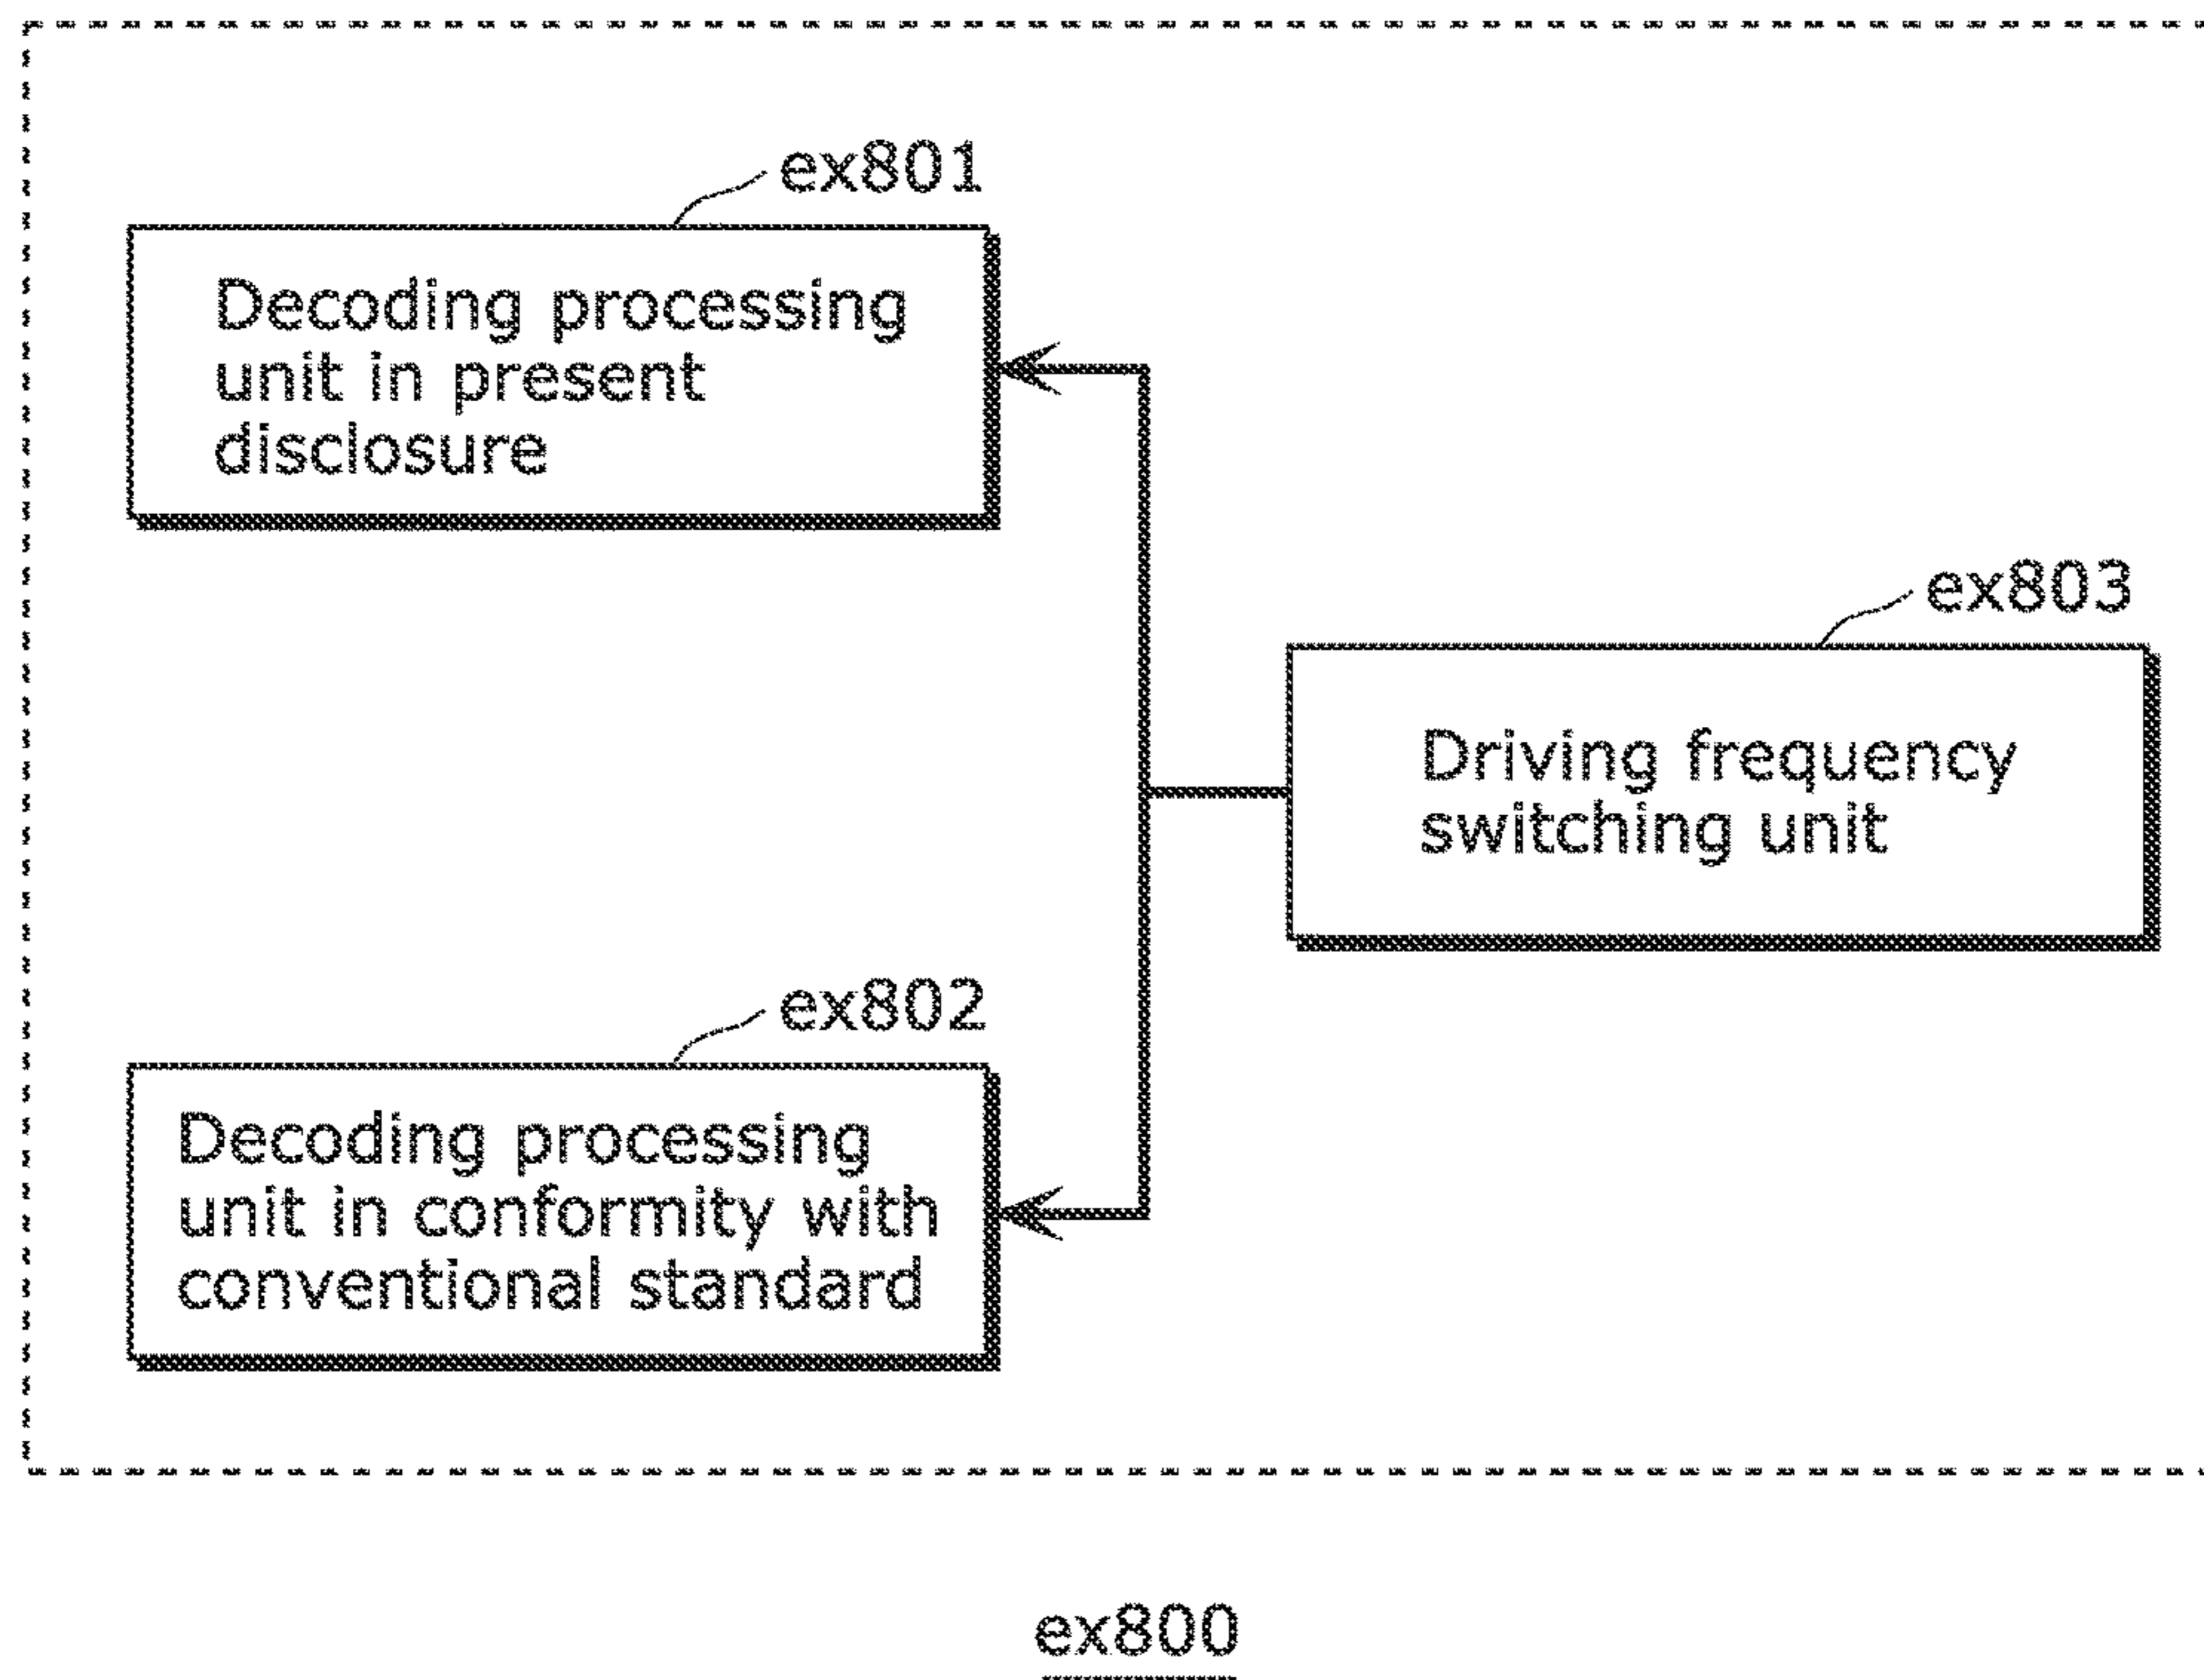 ex801
Decoding processing
unit in present
disclosure
ex803
Driving frequency
switching unit
ex802
Decoding processing
unit in conformity with
conventional standard
ex800